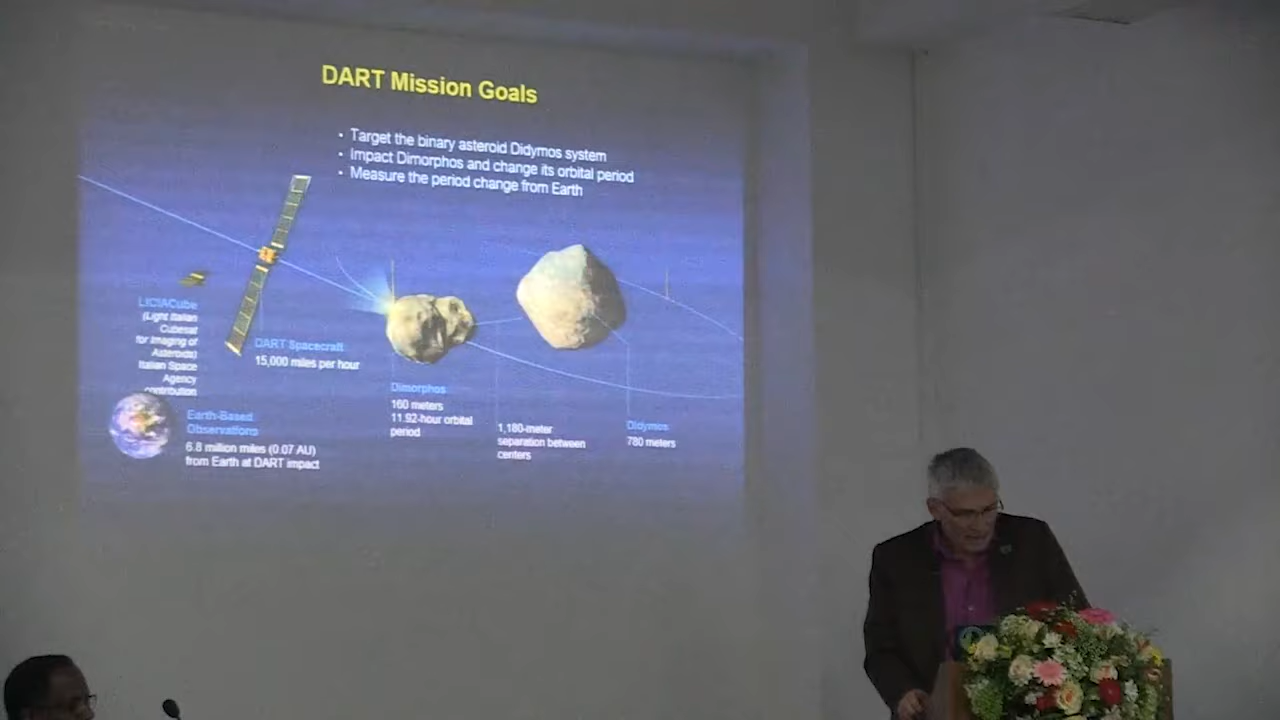 DART Mission Goals
• Target the binary asteroid Didymos system
• Impact Dimorphos and change its orbital period
• Measure the period change from Earth
LICIACube
(Light Italian
Cubesat
for Imaging of
Asteroids)
Italian Space
Agency
contribution
DART Spacecraft
15,000 miles per hour
Earth-Based
Observations
6.8 million miles (0.07 AU)
from Earth at DART impact
Dimorphos
160 meters
11.92-hour orbital
period
1,180-meter
separation between
centers
Didymos
780 meters